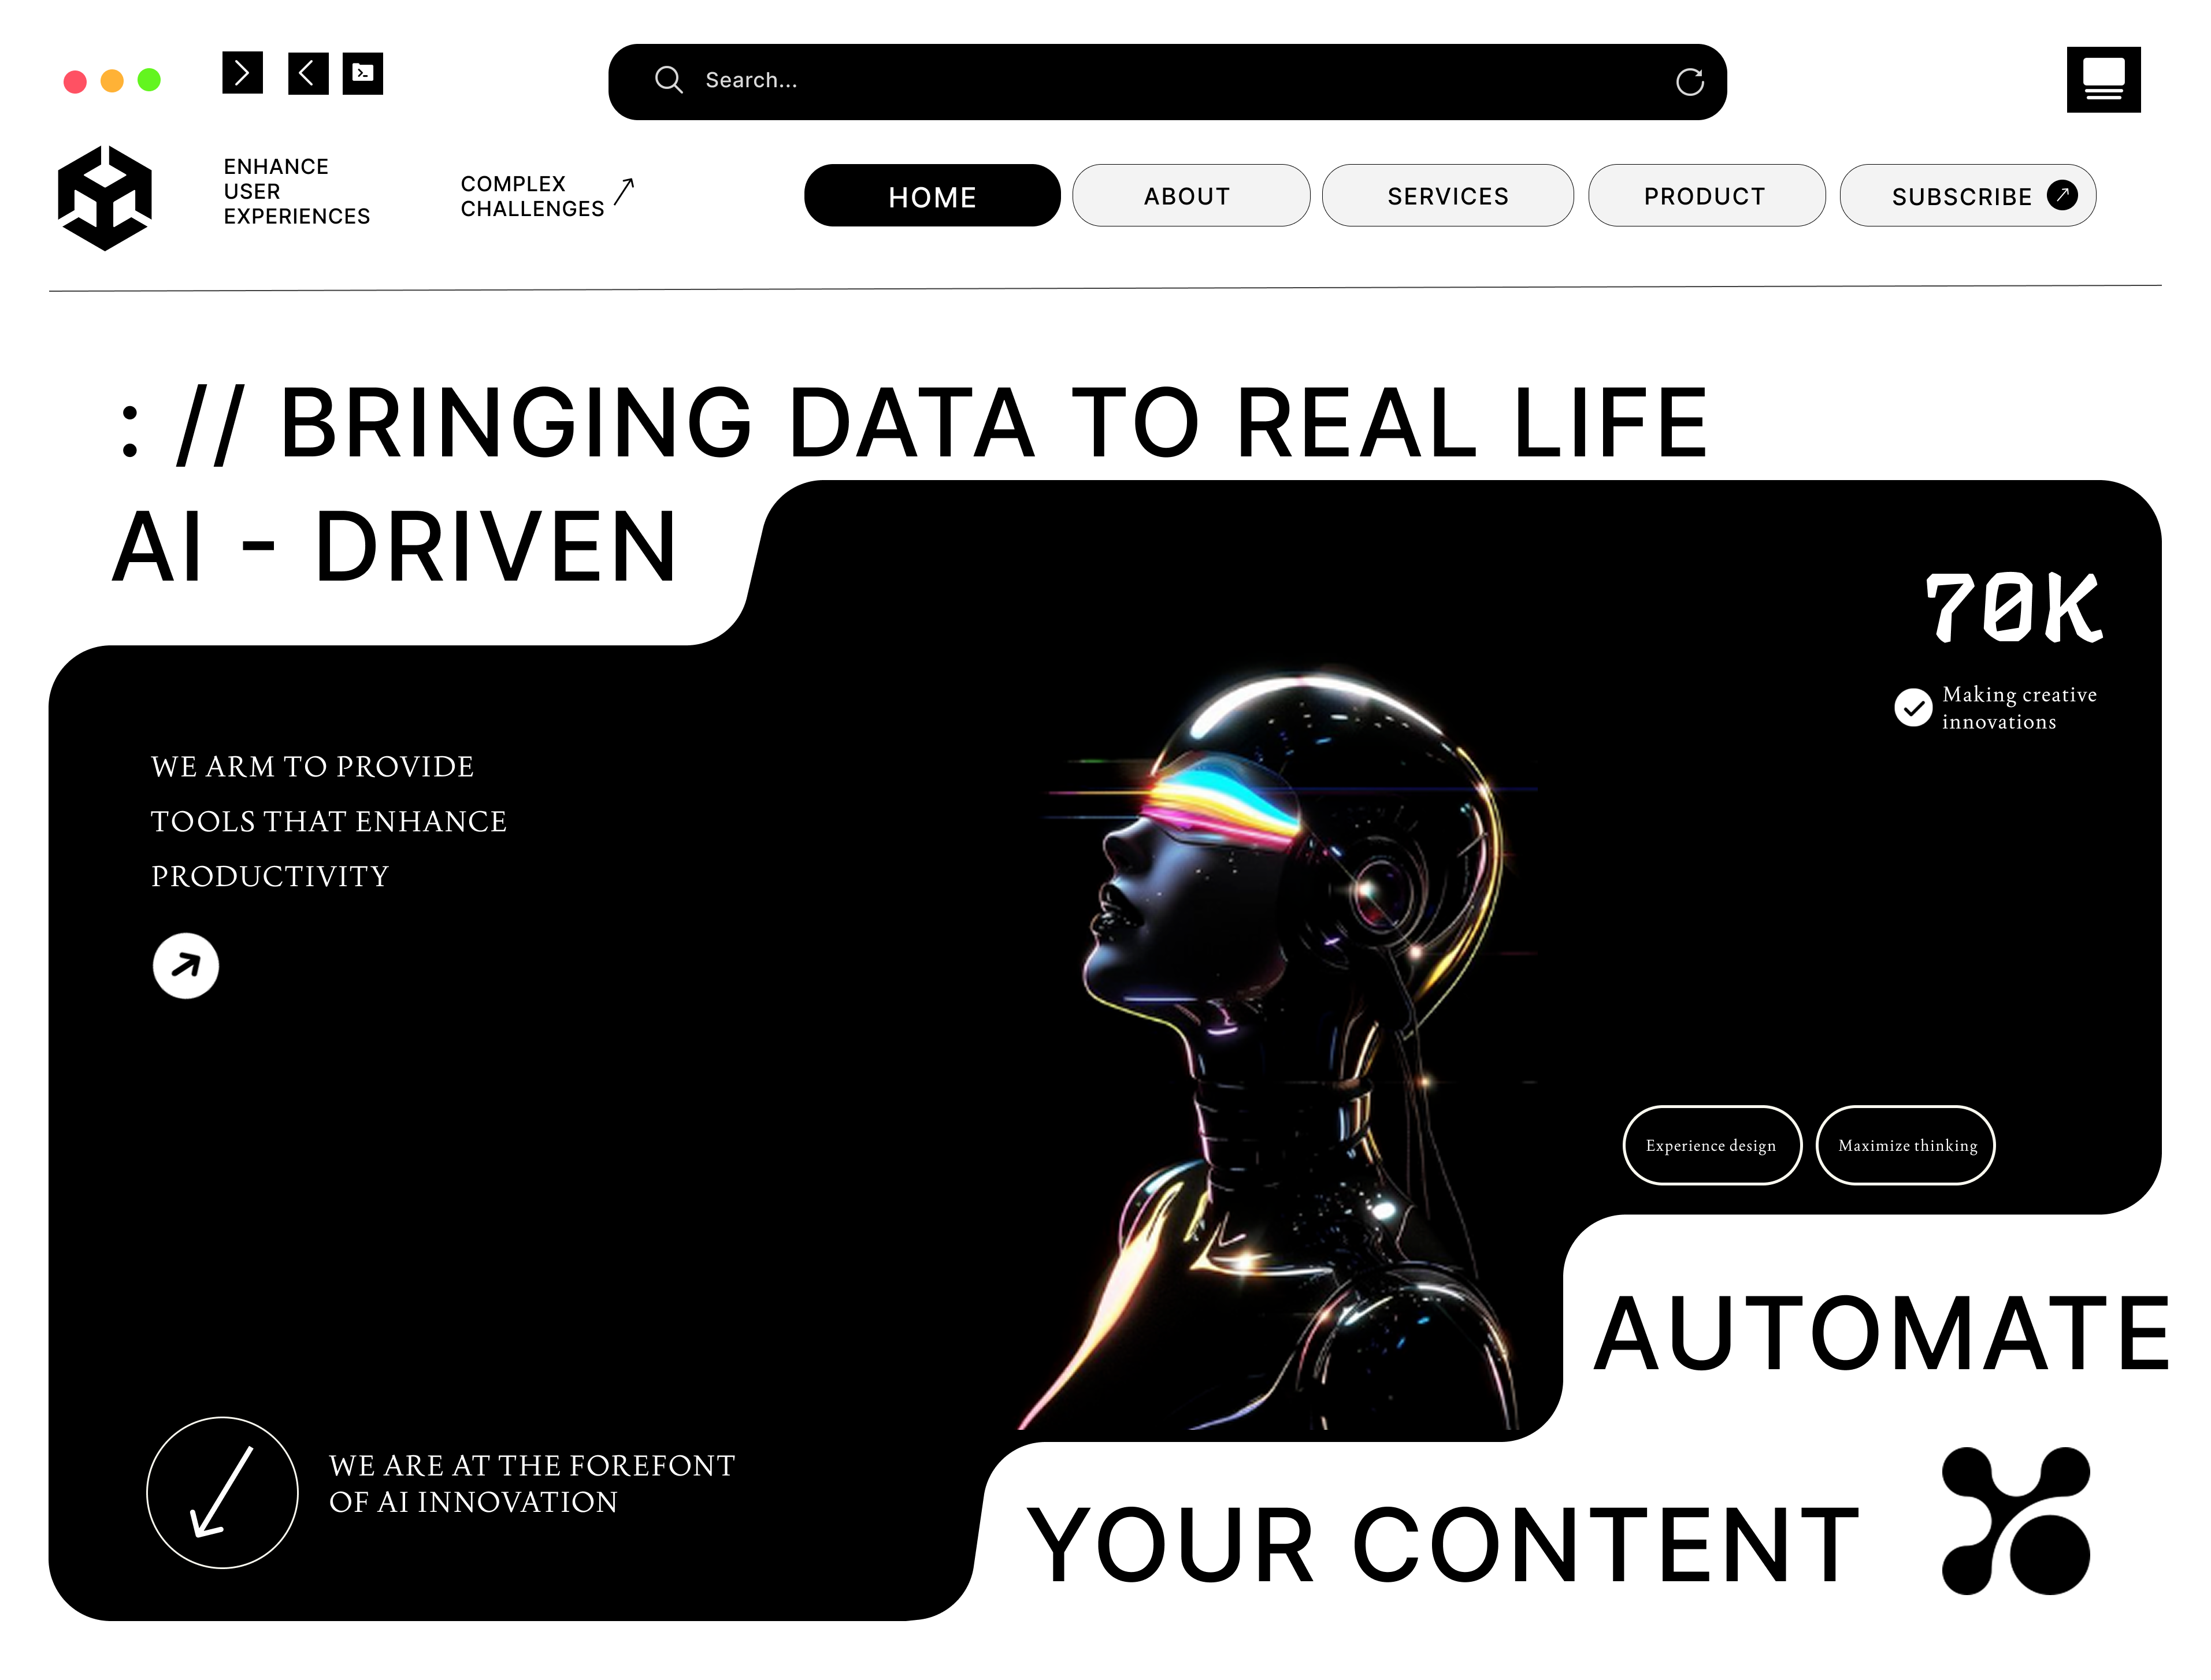 Search...
ENHANCE
USER
EXPERIENCES
COMPLEX
CHALLENGES
HOME
ABOUT
SERVICES
PRODUCT
SUBSCRIBE
: // BRINGING DATA TO REAL LIFE
AI - DRIVEN
70K
Making creative
innovations
WE ARM TO PROVIDE
TOOLS THAT ENHANCE
PRODUCTIVITY
Experience design
Maximize thinking
AUTOMATE
WE ARE AT THE FOREFONT
OF AI INNOVATION
YOUR CONTENT